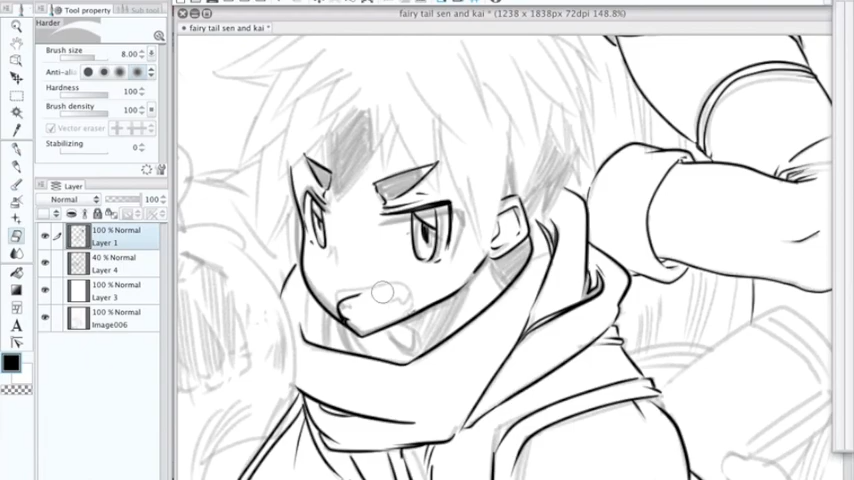 fairy tail sen and kai * (1238 x 1838px 72dpi 148.8%)
Tool property
Sub tool
fairy tail sen and kai *
Harder
Brush size 8.00
Anti-alia
Hardness 100
Brush density 100
Vector eraser
Stabilizing 0
Layer
Normal 100
100 % Normal
Layer 1
40 % Normal
Layer 4
100 % Normal
Layer 3
100 % Normal
Image006
A